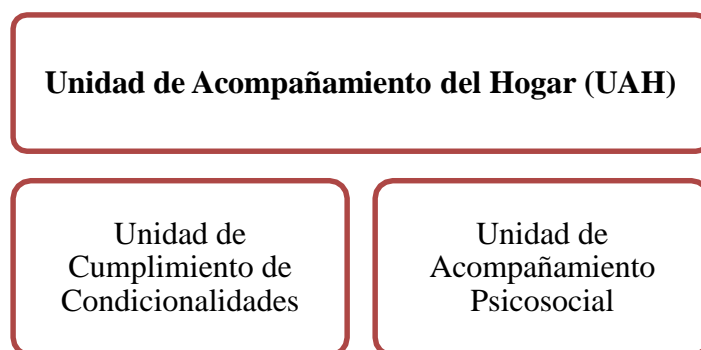 Unidad de Acompañamiento del Hogar (UAH)
Unidad de
Cumplimiento de
Condicionalidades
Unidad de
Acompañamiento
Psicosocial